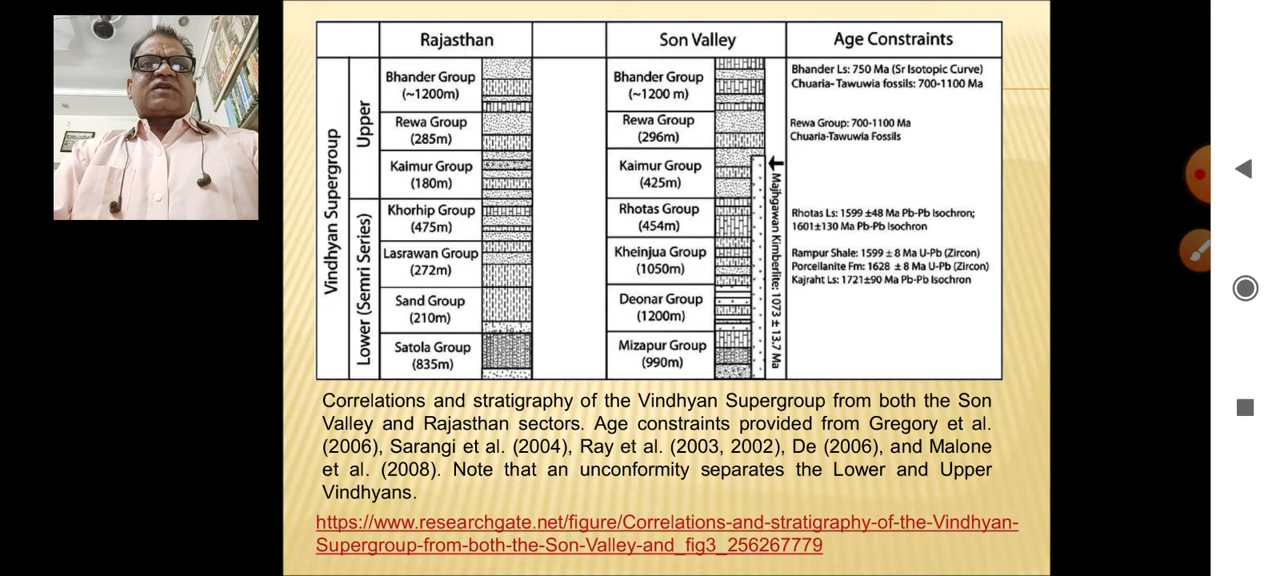 Rajasthan
Son Valley
Age Constraints
Vindhyan Supergroup
Upper
Lower (Semri Series)
Bhander Group
(~1200m)
Rewa Group
(285m)
Kaimur Group
(180m)
Khorhip Group
(475m)
Lasrawan Group
(272m)
Sand Group
(210m)
Satola Group
(835m)
Bhander Group
(~1200 m)
Rewa Group
(296m)
Kaimur Group
(425m)
Rhotas Group
(454m)
Kheinjua Group
(1050m)
Deonar Group
(1200m)
Mizapur Group
(990m)
Majhgawan Kimberlite: 1073 ± 13.7 Ma
Bhander Ls: 750 Ma (Sr Isotopic Curve)
Chuaria- Tawuwia fossils: 700-1100 Ma
Rewa Group: 700-1100 Ma
Chuaria-Tawuwia Fossils
Rhotas Ls: 1599 ±48 Ma Pb-Pb Isochron;
1601±130 Ma Pb-Pb Isochron
Rampur Shale: 1599 ± 8 Ma U-Pb (Zircon)
Porcellanite Fm: 1628 ± 8 Ma U-Pb (Zircon)
Kajraht Ls: 1721±90 Ma Pb-Pb Isochron
Correlations and stratigraphy of the Vindhyan Supergroup from both the Son
Valley and Rajasthan sectors. Age constraints provided from Gregory et al.
(2006), Sarangi et al. (2004), Ray et al. (2003, 2002), De (2006), and Malone
et al. (2008). Note that an unconformity separates the Lower and Upper
Vindhyans.
https://www.researchgate.net/figure/Correlations-and-stratigraphy-of-the-Vindhyan-
Supergroup-from-both-the-Son-Valley-and_fig3_256267779